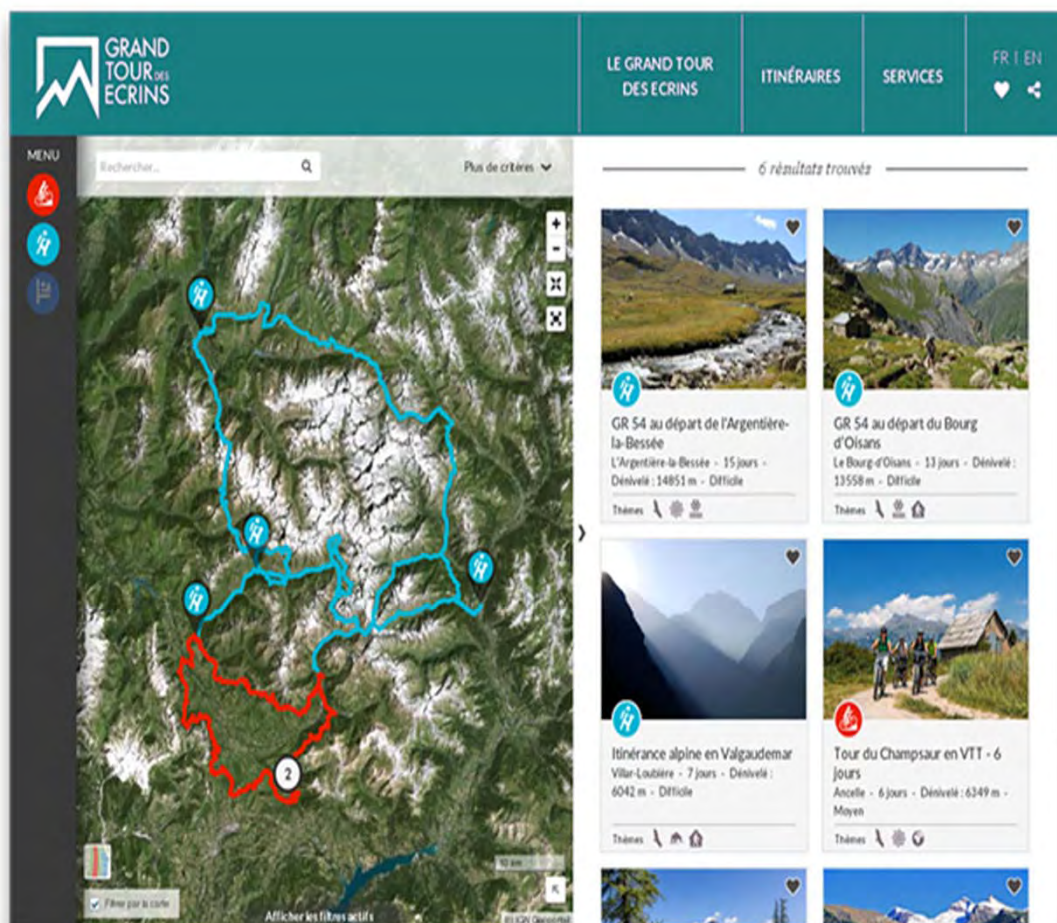 GRAND
TOUR DES
ECRINS
LE GRAND TOUR
DES ECRINS
ITINÉRAIRES
SERVICES
FR | EN
MENU
Rechercher...
Plus de critères
6 résultats trouvés
+
-
GR 54 au départ de l'Argentière-
la-Bessée
L'Argentière-la-Bessée - 15 jours -
Dénivelé : 14851 m - Difficile
Thèmes
GR 54 au départ du Bourg
d'Oisans
Le Bourg-d'Oisans - 13 jours - Dénivelé :
13558 m - Difficile
Thèmes
Itinérance alpine en Valgaudemar
Villar-Loubière - 7 jours - Dénivelé :
6042 m - Difficile
Thèmes
Tour du Champsaur en VTT - 6
jours
Ancelle - 6 jours - Dénivelé : 6349 m -
Moyen
Thèmes
2
10 km
Filtrer par la carte
Afficher les filtres actifs
IGN Geoportail